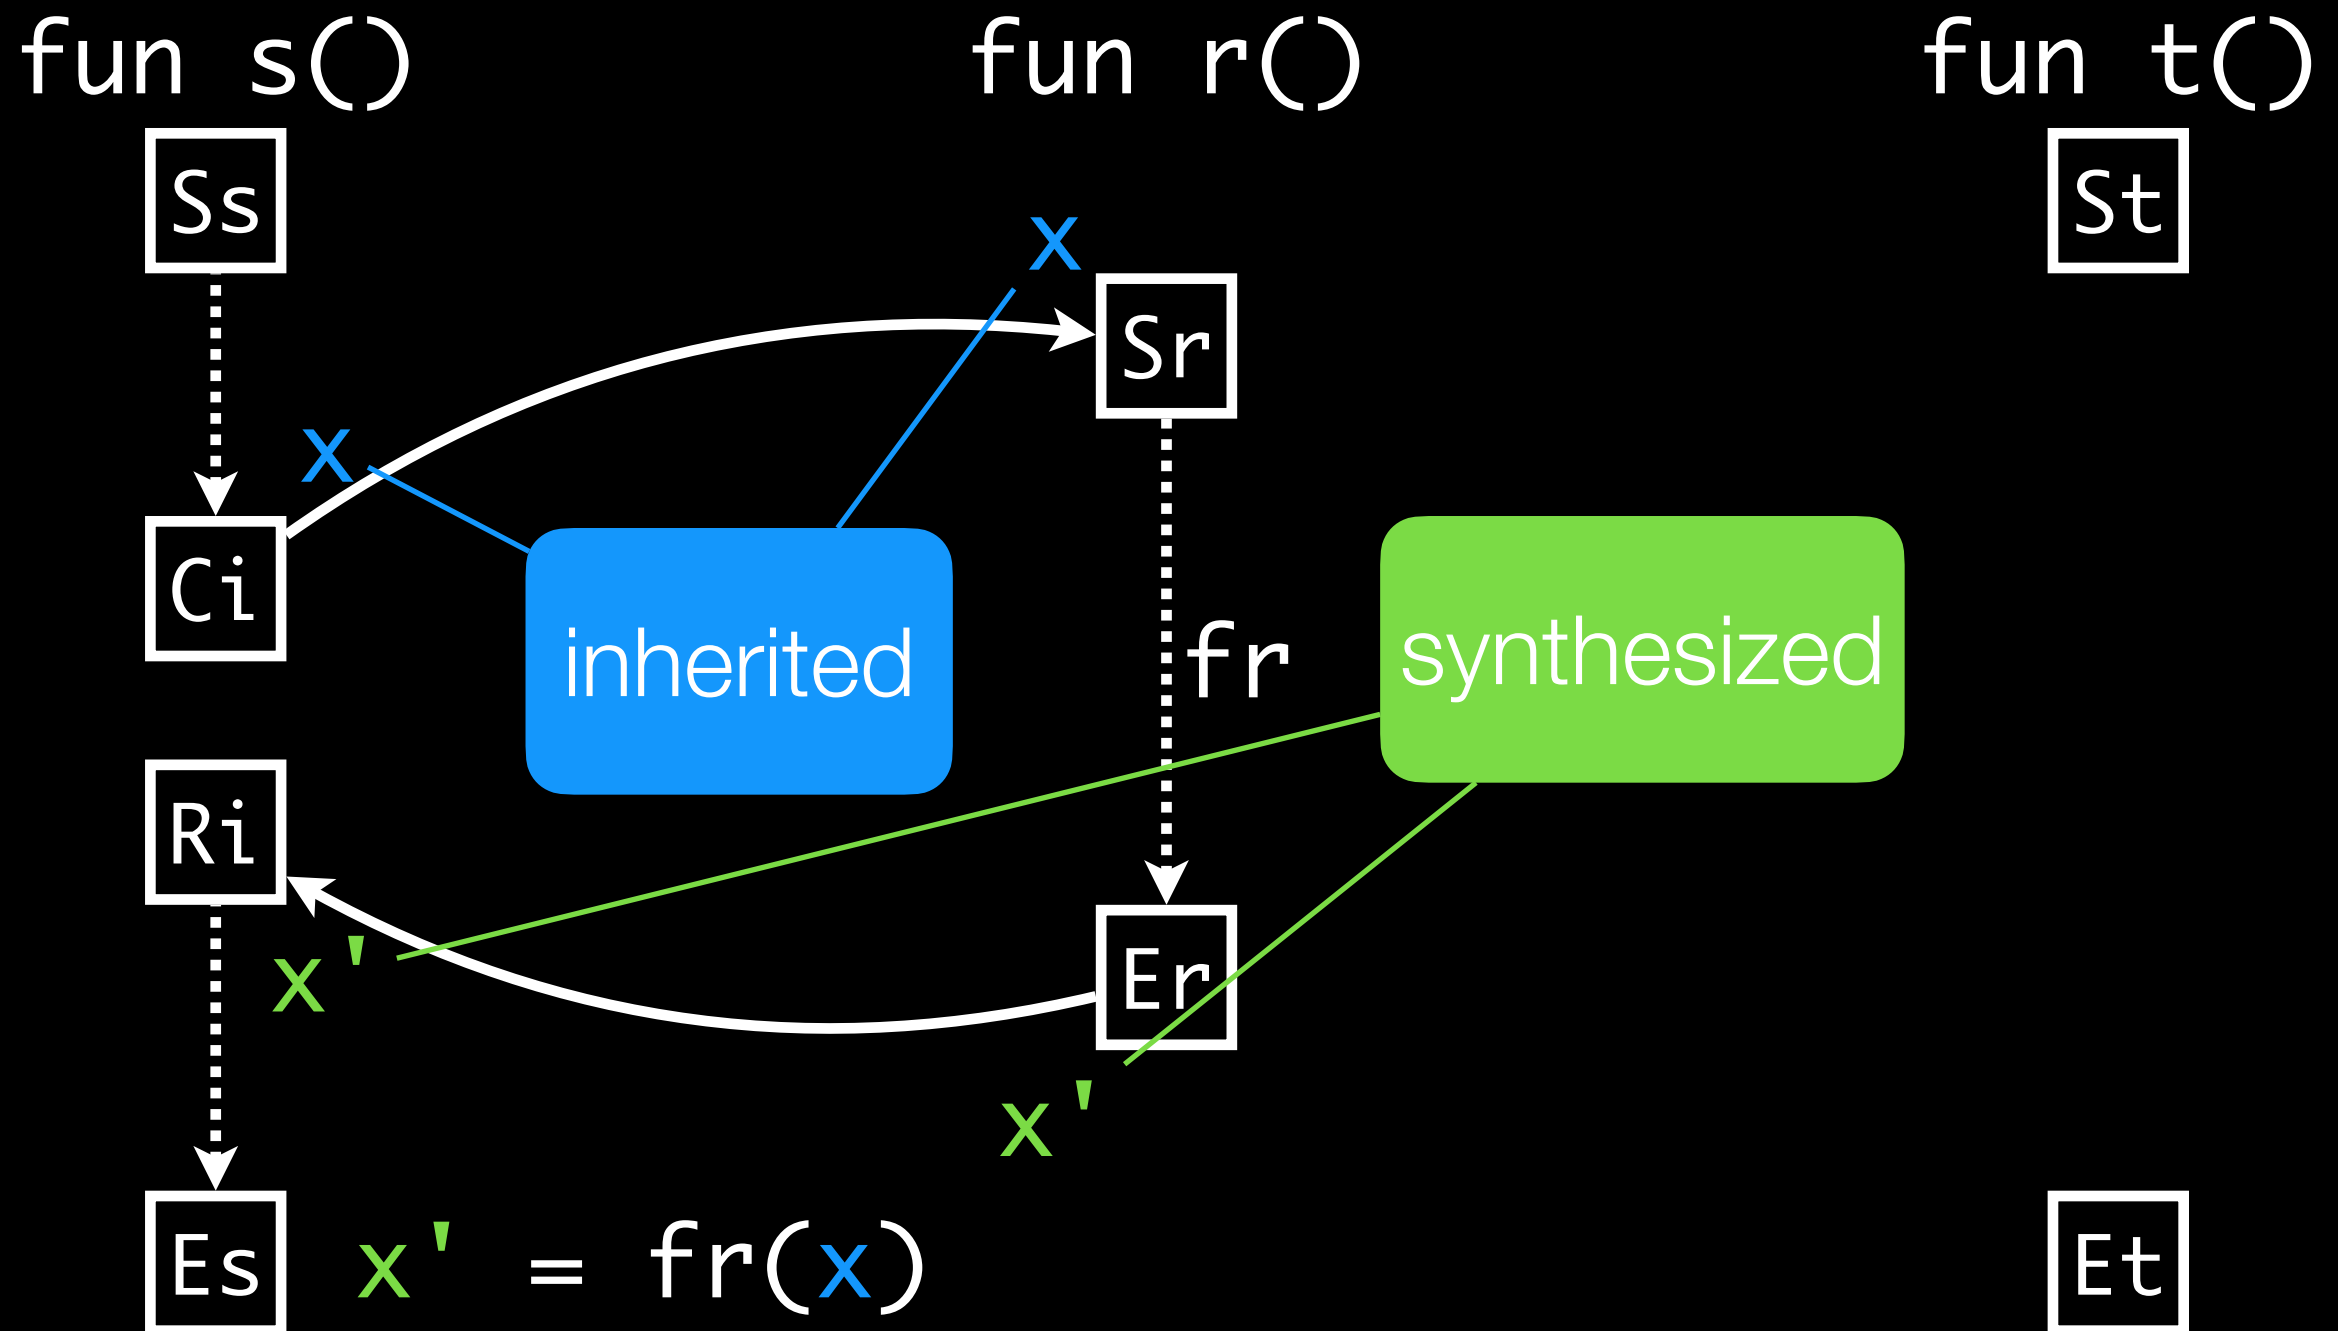 fun s()
fun r()
fun t()
Ss
St
x
Sr
x
Ci
inherited
fr
synthesized
Ri
x'
Er
x'
Es
x' = fr(x)
Et